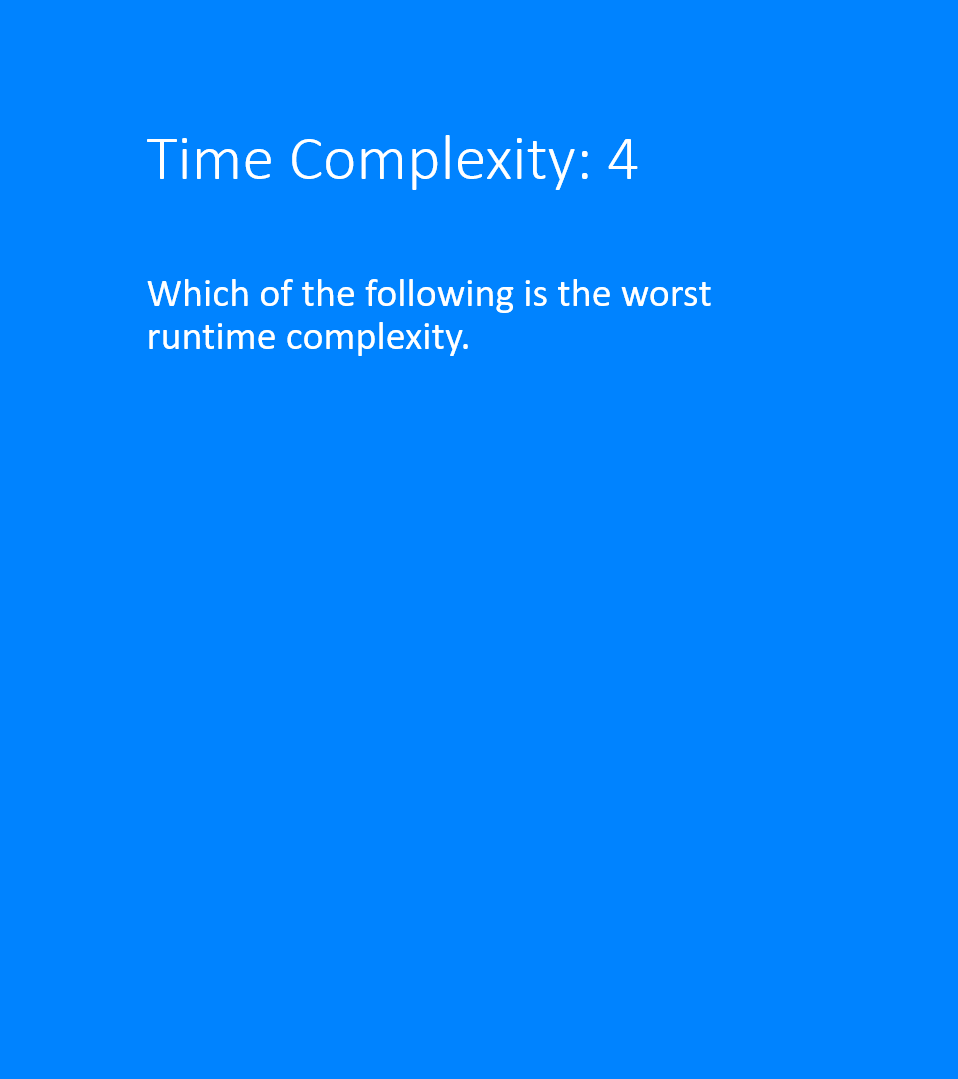 Time Complexity: 4
Which of the following is the worst
runtime complexity.